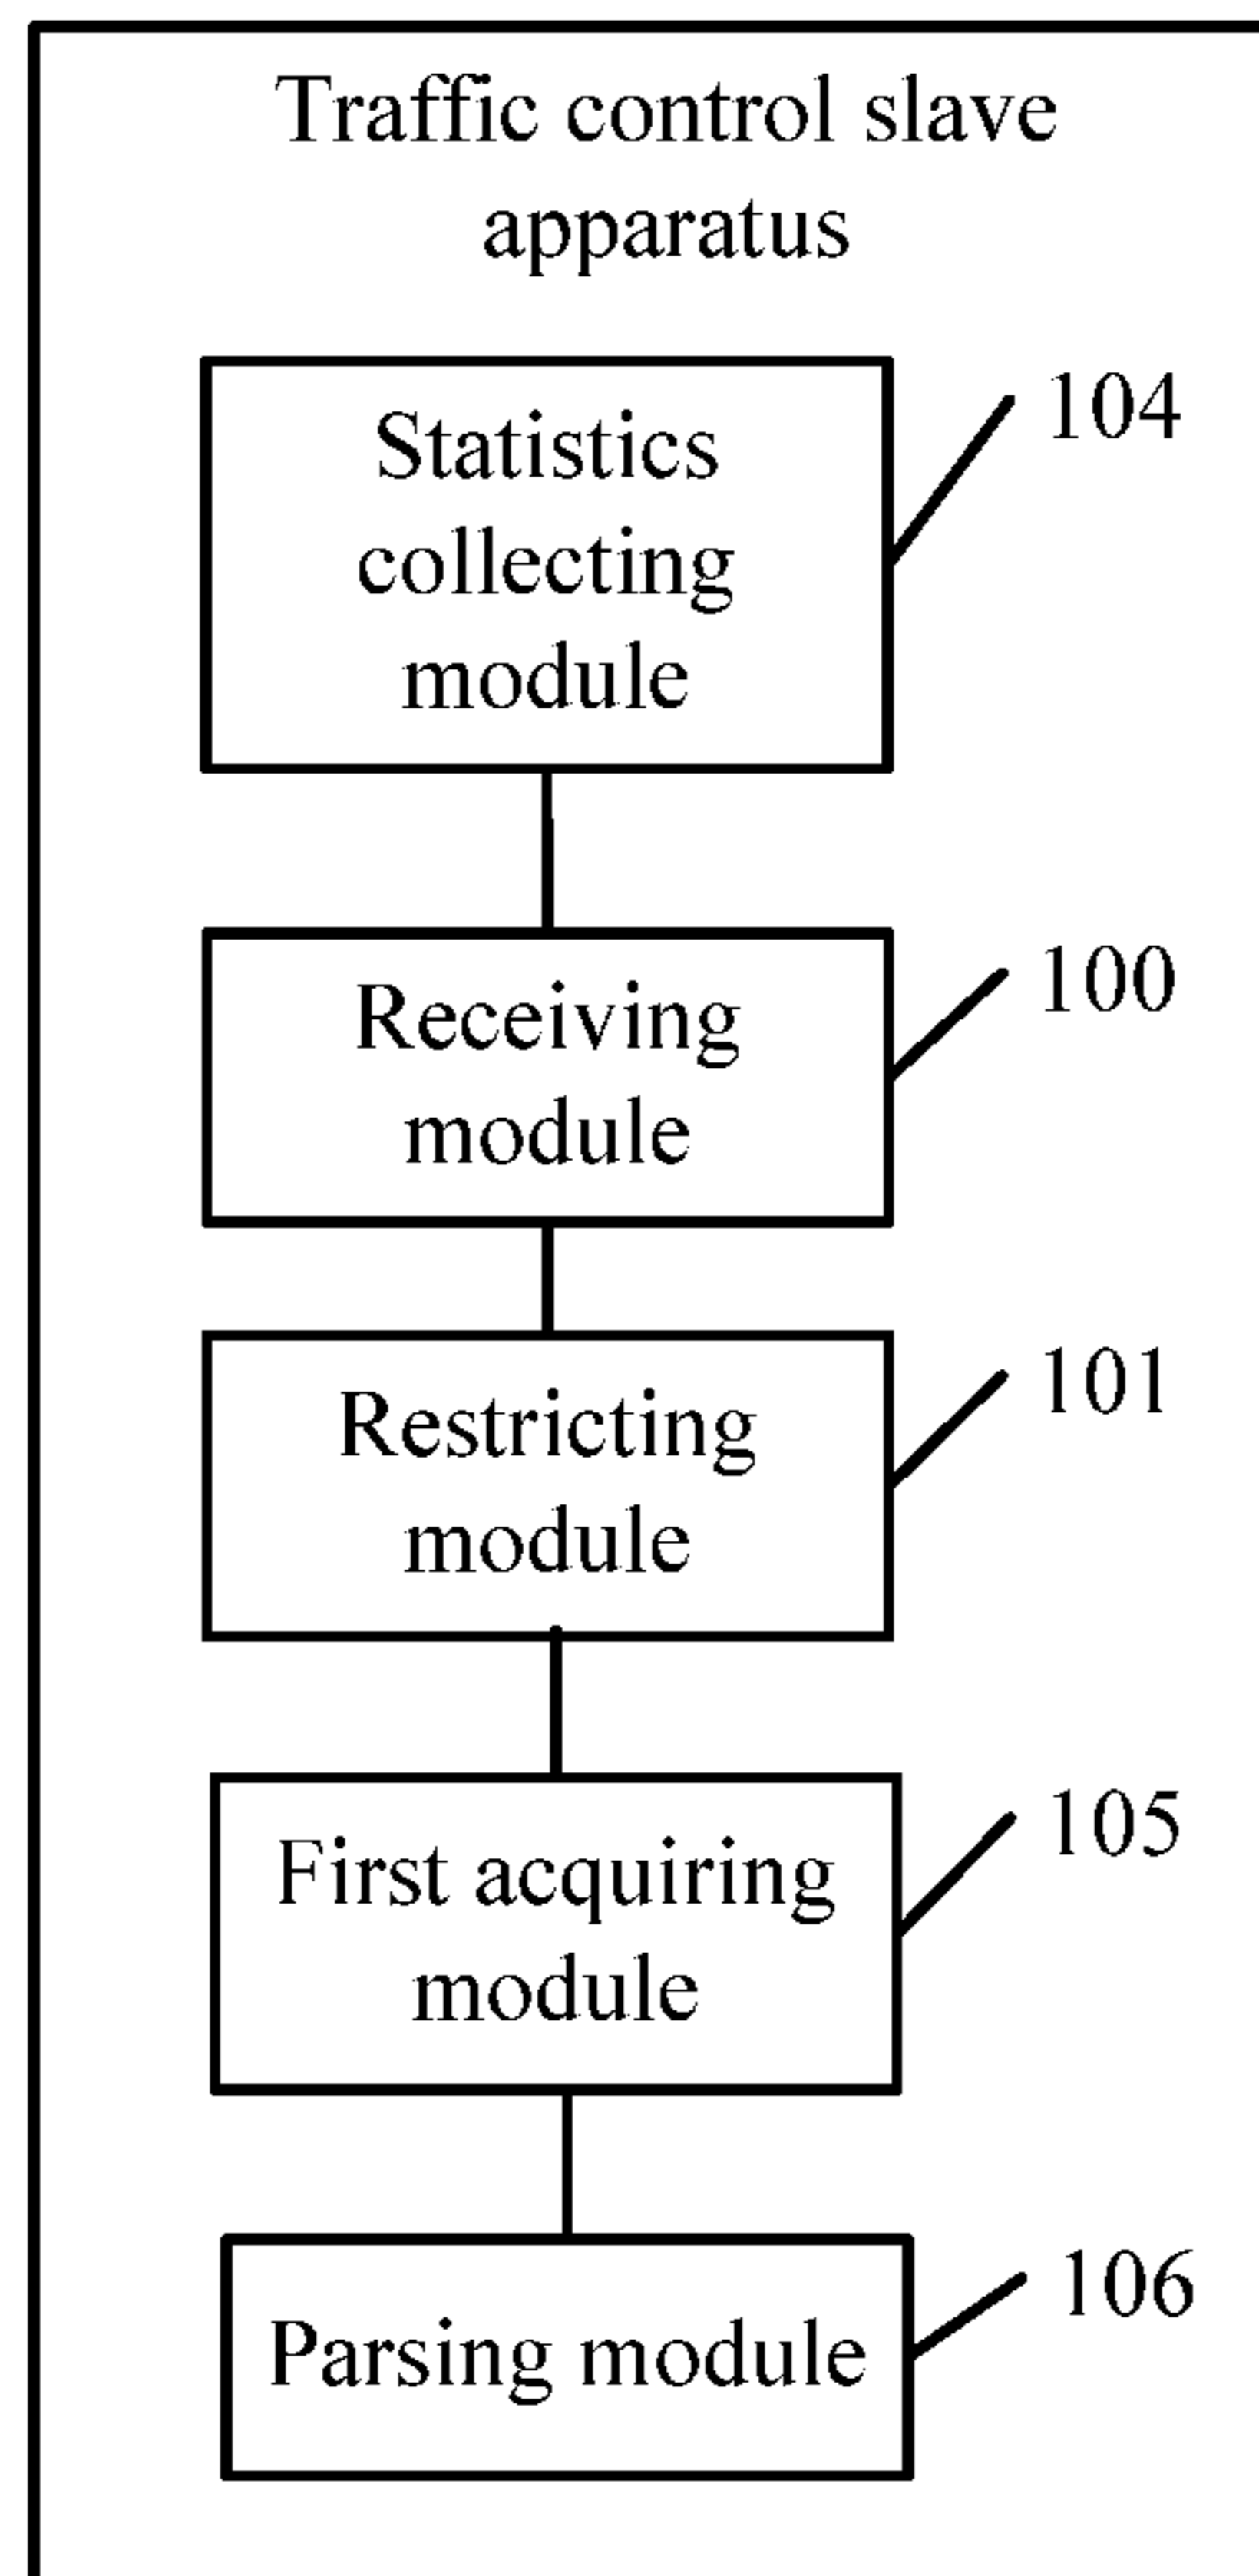 Traffic control slave
apparatus
Statistics
collecting
module
104
Receiving
module
100
Restricting
module
101
First acquiring
module
105
Parsing module
106